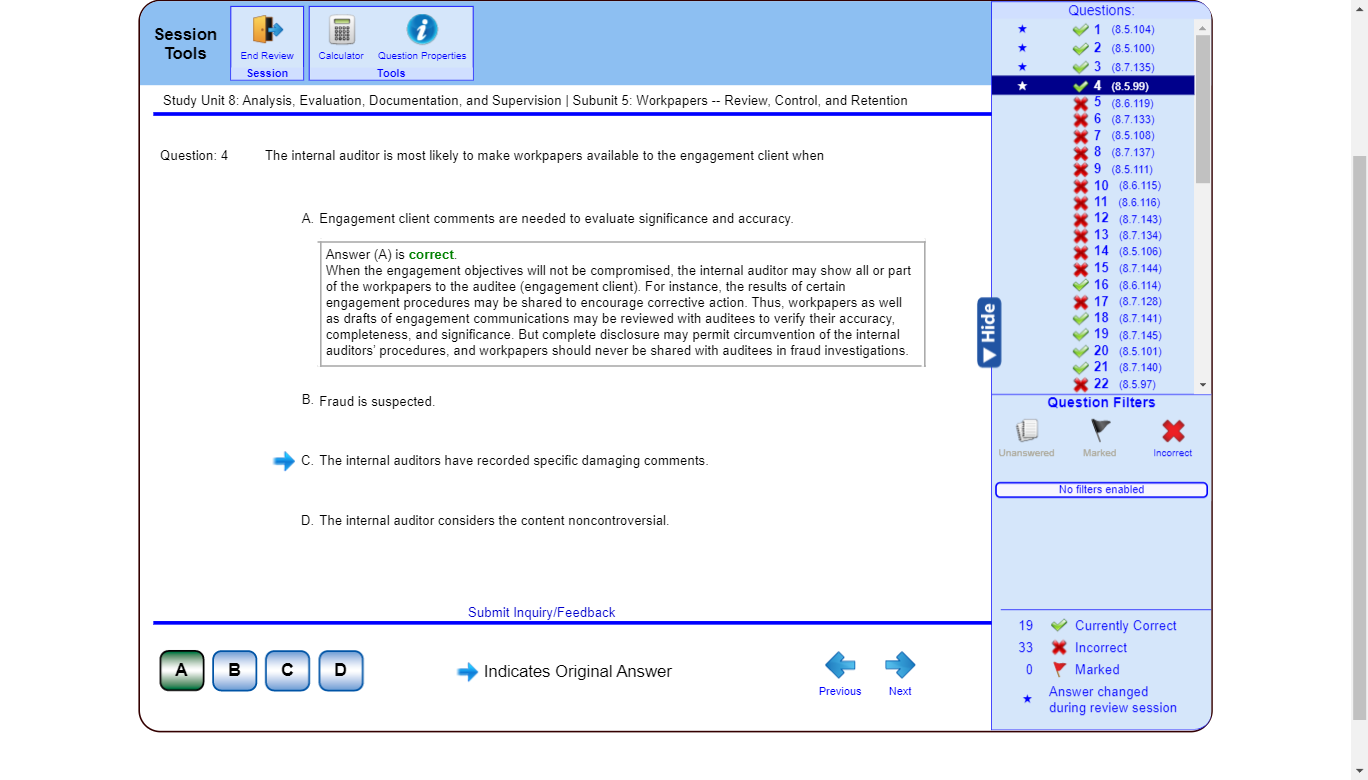 Session Tools
End Review
Session
Calculator
Question Properties
Tools
Study Unit 8: Analysis, Evaluation, Documentation, and Supervision | Subunit 5: Workpapers -- Review, Control, and Retention
Question: 4
The internal auditor is most likely to make workpapers available to the engagement client when
A. Engagement client comments are needed to evaluate significance and accuracy.
Answer (A) is correct.
When the engagement objectives will not be compromised, the internal auditor may show all or part
of the workpapers to the auditee (engagement client). For instance, the results of certain
engagement procedures may be shared to encourage corrective action. Thus, workpapers as well
as drafts of engagement communications may be reviewed with auditees to verify their accuracy,
completeness, and significance. But complete disclosure may permit circumvention of the internal
auditors' procedures, and workpapers should never be shared with auditees in fraud investigations.
B. Fraud is suspected.
C. The internal auditors have recorded specific damaging comments.
D. The internal auditor considers the content noncontroversial.
Submit Inquiry/Feedback
A B C D
Indicates Original Answer
Previous
Next
Hide
Questions:
1 (8.5.104)
2 (8.5.100)
3 (8.7.135)
4 (8.5.99)
5 (8.6.119)
6 (8.7.133)
7 (8.5.108)
8 (8.7.137)
9 (8.5.111)
10 (8.6.115)
11 (8.6.116)
12 (8.7.143)
13 (8.7.134)
14 (8.5.106)
15 (8.7.144)
16 (8.6.114)
17 (8.7.128)
18 (8.7.141)
19 (8.7.145)
20 (8.5.101)
21 (8.7.140)
22 (8.5.97)
Question Filters
Unanswered
Marked
Incorrect
No filters enabled
19 Currently Correct
33 Incorrect
0 Marked
Answer changed
during review session